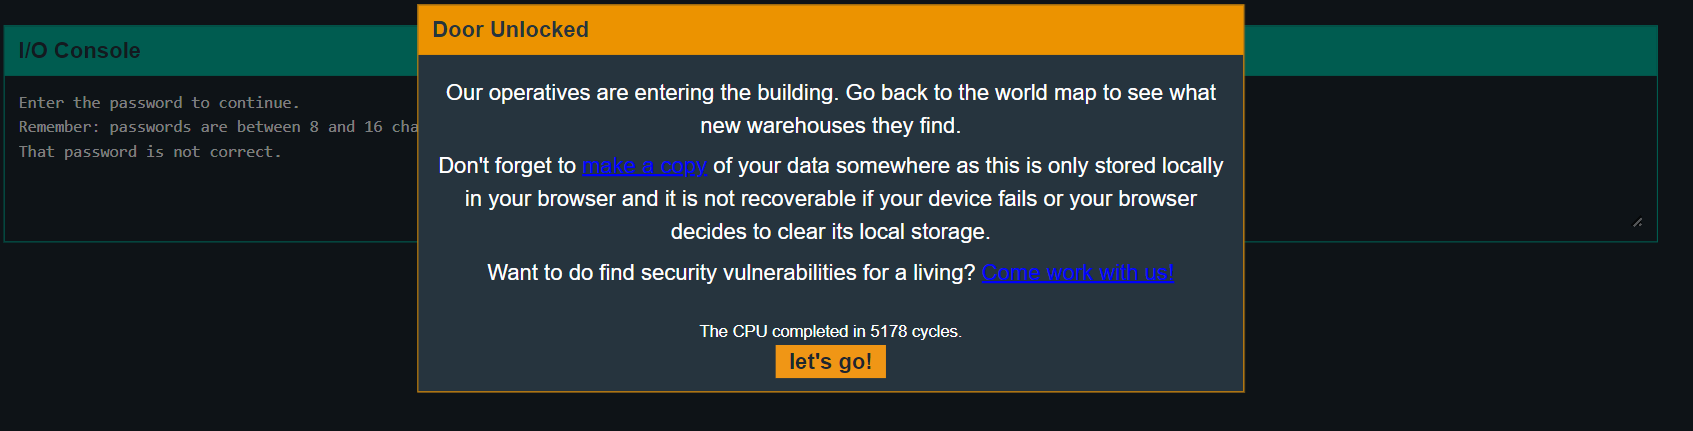 Door Unlocked
I/O Console
Our operatives are entering the building. Go back to the world map to see what
new warehouses they find.
Don't forget to make a copy of your data somewhere as this is only stored locally
in your browser and it is not recoverable if your device fails or your browser
decides to clear its local storage.
Want to do find security vulnerabilities for a living? Come work with us!
The CPU completed in 5178 cycles.
let's go!
Enter the password to continue.
Remember: passwords are between 8 and 16 cha
That password is not correct.